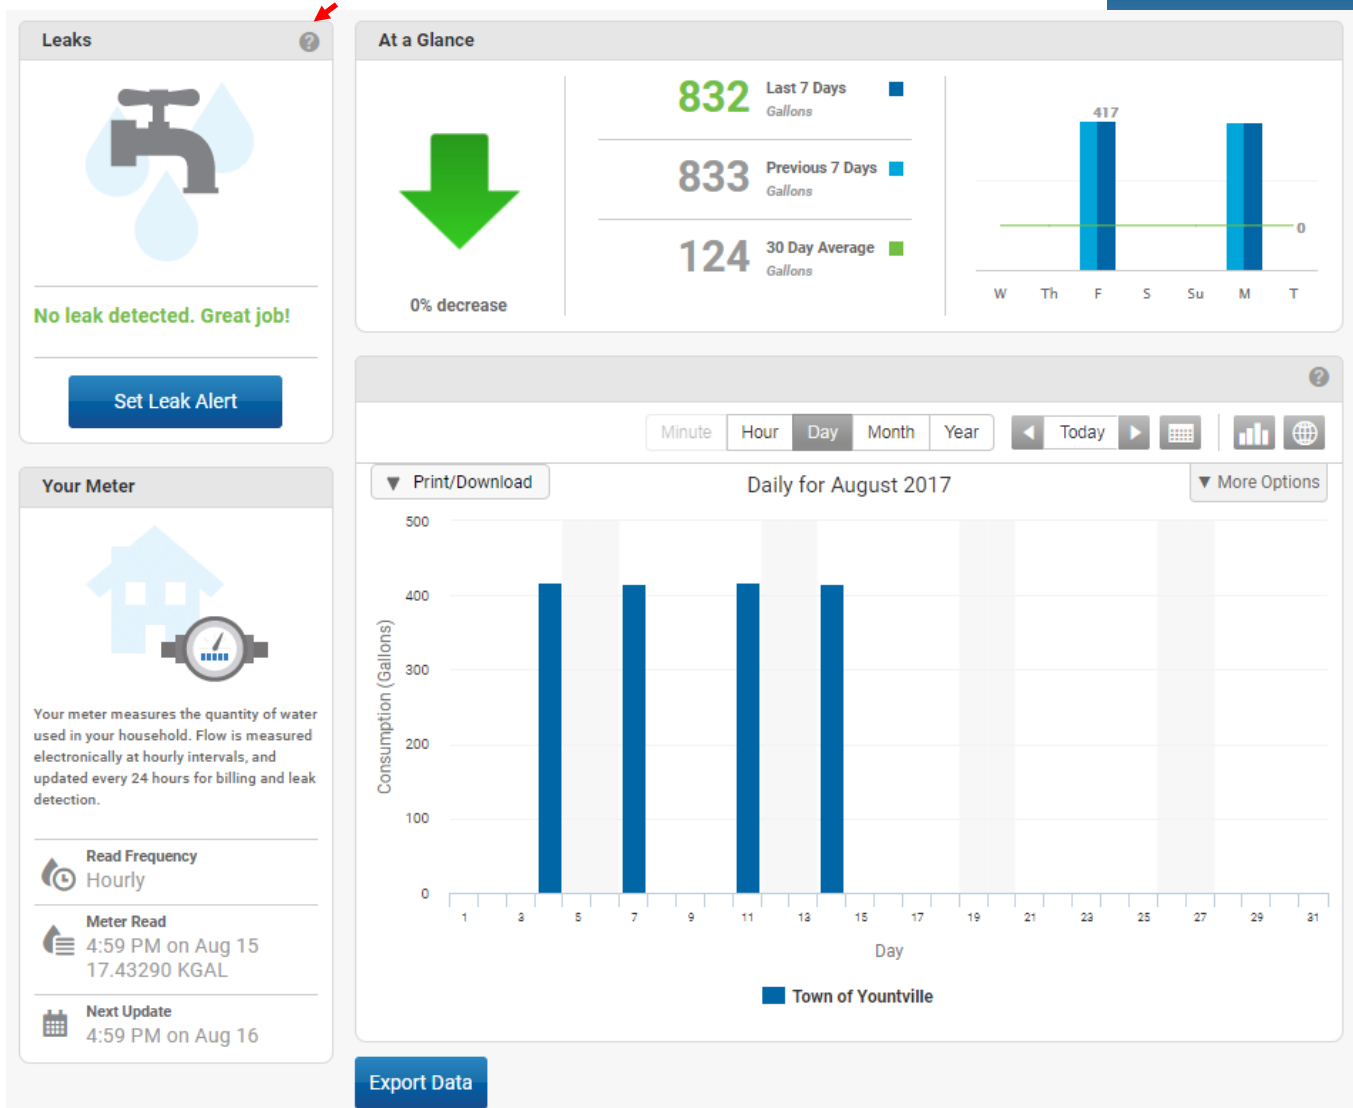 Leaks
?
No leak detected. Great job!
Set Leak Alert
Your Meter
Your meter measures the quantity of water
used in your household. Flow is measured
electronically at hourly intervals, and
updated every 24 hours for billing and leak
detection.
Read Frequency
Hourly
Meter Read
4:59 PM on Aug 15
17.43290 KGAL
Next Update
4:59 PM on Aug 16
At a Glance
0% decrease
832 Last 7 Days
Gallons
833 Previous 7 Days
Gallons
124 30 Day Average
Gallons
417
0
W Th F S Su M T
?
Minute Hour Day Month Year Today
Print/Download
Daily for August 2017
More Options
Consumption (Gallons)
500
400
300
200
100
0
1 3 5 7 9 11 13 15 17 19 21 23 25 27 29 31
Day
Town of Yountville
Export Data